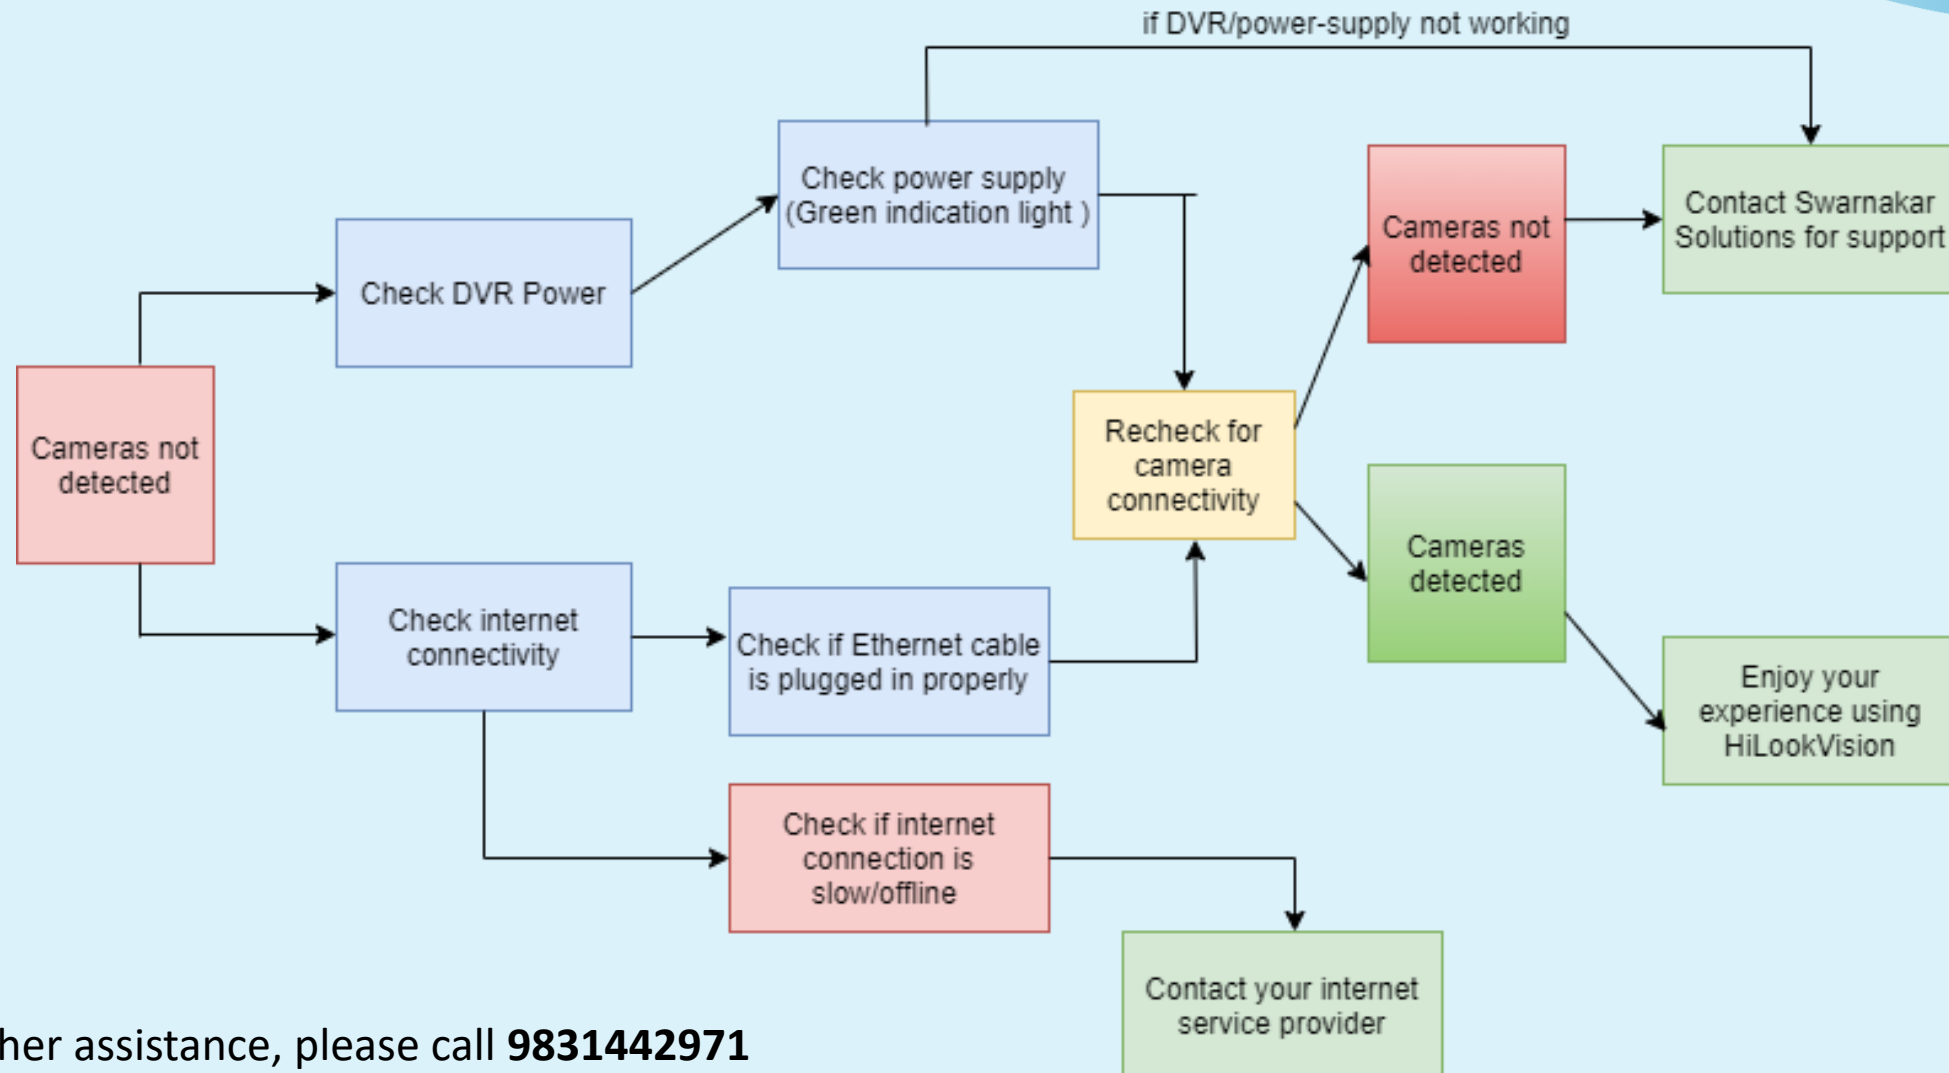 if DVR/power-supply not working
Check power supply
(Green indication light )
Cameras not
detected
Contact Swarnakar
Solutions for support
Check DVR Power
Cameras not
detected
Recheck for
camera
connectivity
Cameras
detected
Check internet
connectivity
Check if Ethernet cable
is plugged in properly
Enjoy your
experience using
HiLookVision
Check if internet
connection is
slow/offline
Contact your internet
service provider
assistance, please call 9831442971